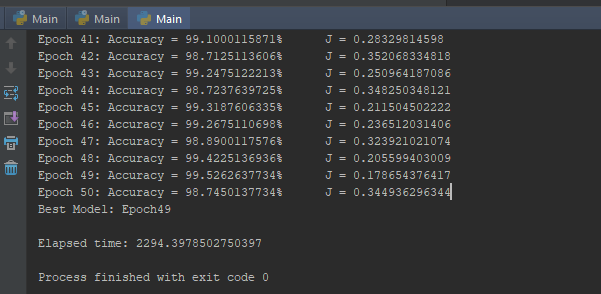 Main Main Main
Epoch 41: Accuracy = 99.1000115871% J = 0.28329814598
Epoch 42: Accuracy = 98.7125113606% J = 0.352068334818
Epoch 43: Accuracy = 99.2475122213% J = 0.250964187086
Epoch 44: Accuracy = 98.7237639725% J = 0.348250348121
Epoch 45: Accuracy = 99.3187606335% J = 0.211504502222
Epoch 46: Accuracy = 99.2675110698% J = 0.236512031406
Epoch 47: Accuracy = 98.8900117576% J = 0.323921021074
Epoch 48: Accuracy = 99.4225136936% J = 0.205599403009
Epoch 49: Accuracy = 99.5262637734% J = 0.178654376417
Epoch 50: Accuracy = 98.7450137734% J = 0.344936296344
Best Model: Epoch49
Elapsed time: 2294.3978502750397
Process finished with exit code 0